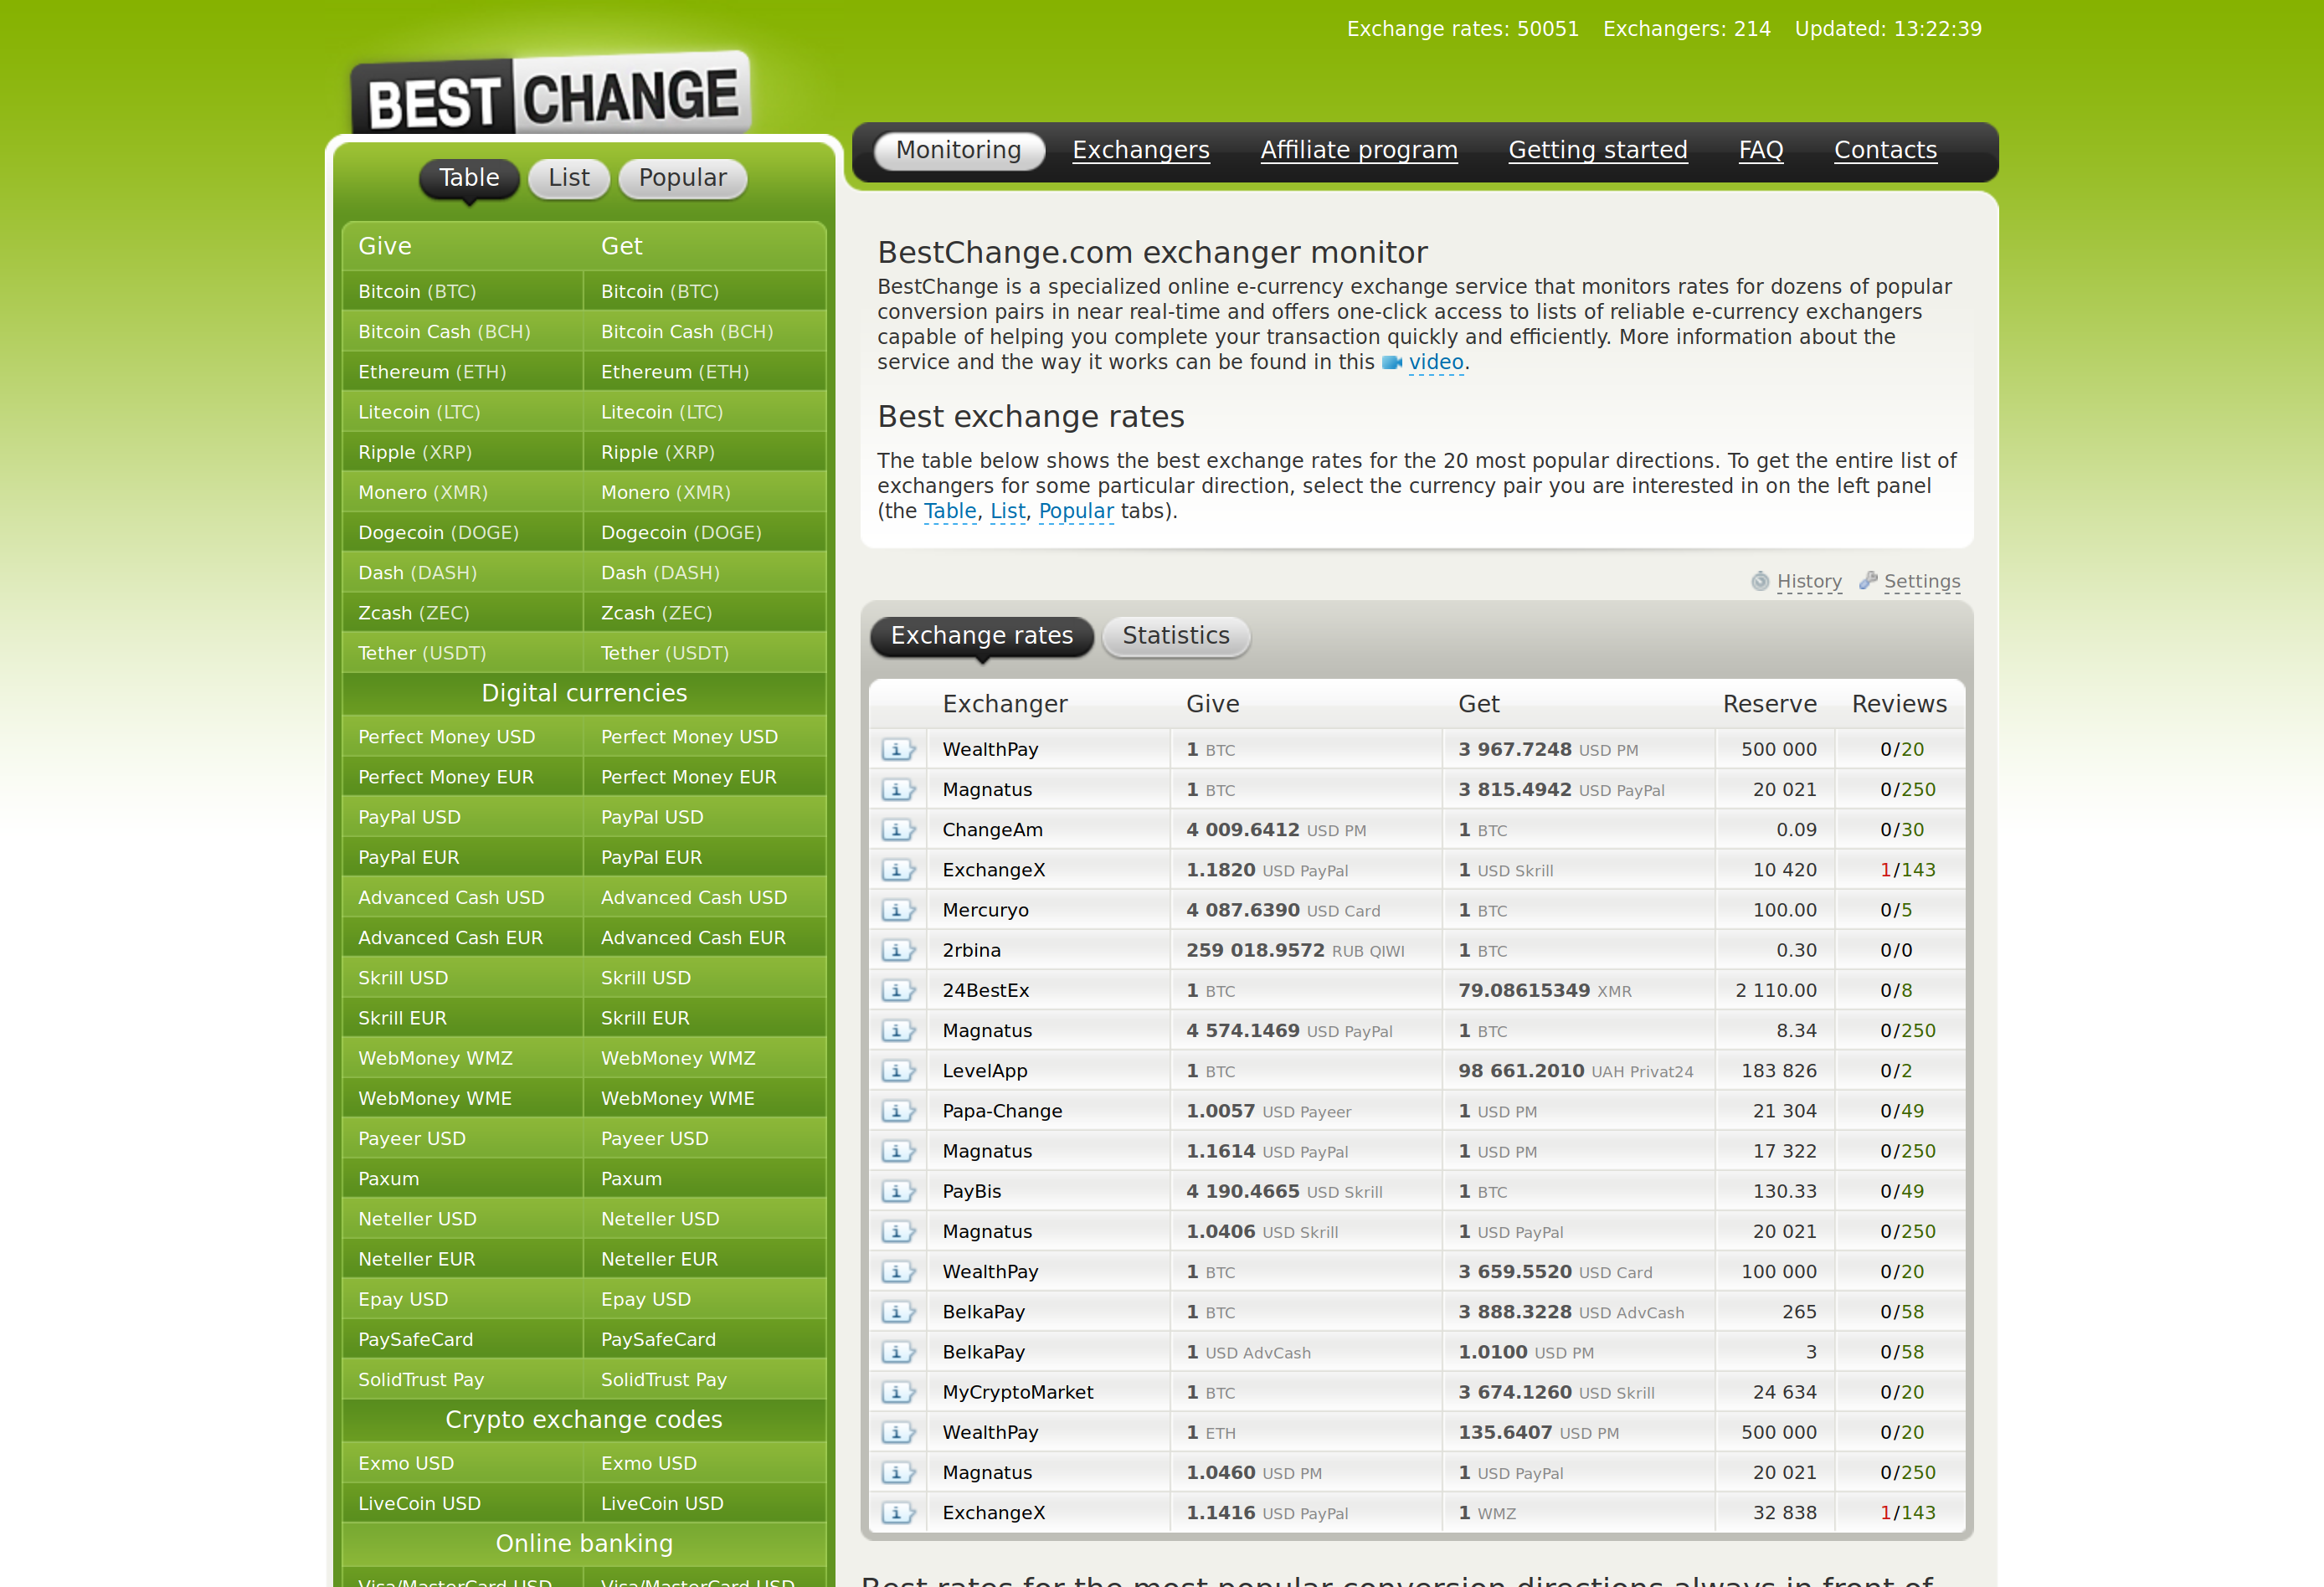 Exchange rates: 50051 Exchangers: 214 Updated: 13:22:39
BEST CHANGE
Monitoring Exchangers Affiliate program Getting started FAQ Contacts
Table List Popular
Give Get
Bitcoin (BTC) Bitcoin (BTC)
Bitcoin Cash (BCH) Bitcoin Cash (BCH)
Ethereum (ETH) Ethereum (ETH)
Litecoin (LTC) Litecoin (LTC)
Ripple (XRP) Ripple (XRP)
Monero (XMR) Monero (XMR)
Dogecoin (DOGE) Dogecoin (DOGE)
Dash (DASH) Dash (DASH)
Zcash (ZEC) Zcash (ZEC)
Tether (USDT) Tether (USDT)
Digital currencies
Perfect Money USD Perfect Money USD
Perfect Money EUR Perfect Money EUR
PayPal USD PayPal USD
PayPal EUR PayPal EUR
Advanced Cash USD Advanced Cash USD
Advanced Cash EUR Advanced Cash EUR
Skrill USD Skrill USD
Skrill EUR Skrill EUR
WebMoney WMZ WebMoney WMZ
WebMoney WME WebMoney WME
Payeer USD Payeer USD
Paxum Paxum
Neteller USD Neteller USD
Neteller EUR Neteller EUR
Epay USD Epay USD
PaySafeCard PaySafeCard
SolidTrust Pay SolidTrust Pay
Crypto exchange codes
Exmo USD Exmo USD
LiveCoin USD LiveCoin USD
Online banking
Visa/MasterCard USD Visa/MasterCard USD
BestChange.com exchanger monitor
BestChange is a specialized online e-currency exchange service that monitors rates for dozens of popular
conversion pairs in near real-time and offers one-click access to lists of reliable e-currency exchangers
capable of helping you complete your transaction quickly and efficiently. More information about the
service and the way it works can be found in this video.
Best exchange rates
The table below shows the best exchange rates for the 20 most popular directions. To get the entire list of
exchangers for some particular direction, select the currency pair you are interested in on the left panel
(the Table, List, Popular tabs).
History Settings
Exchange rates Statistics
Exchanger Give Get Reserve Reviews
WealthPay 1 BTC 3 967.7248 USD PM 500 000 0/20
Magnatus 1 BTC 3 815.4942 USD PayPal 20 021 0/250
ChangeAm 4 009.6412 USD PM 1 BTC 0.09 0/30
ExchangeX 1.1820 USD PayPal 1 USD Skrill 10 420 1/143
Mercuryo 4 087.6390 USD Card 1 BTC 100.00 0/5
2rbina 259 018.9572 RUB QIWI 1 BTC 0.30 0/0
24BestEx 1 BTC 79.08615349 XMR 2 110.00 0/8
Magnatus 4 574.1469 USD PayPal 1 BTC 8.34 0/250
LevelApp 1 BTC 98 661.2010 UAH Privat24 183 826 0/2
Papa-Change 1.0057 USD Payeer 1 USD PM 21 304 0/49
Magnatus 1.1614 USD PayPal 1 USD PM 17 322 0/250
PayBis 4 190.4665 USD Skrill 1 BTC 130.33 0/49
Magnatus 1.0406 USD Skrill 1 USD PayPal 20 021 0/250
WealthPay 1 BTC 3 659.5520 USD Card 100 000 0/20
BelkaPay 1 BTC 3 888.3228 USD AdvCash 265 0/58
BelkaPay 1 USD AdvCash 1.0100 USD PM 3 0/58
MyCryptoMarket 1 BTC 3 674.1260 USD Skrill 24 634 0/20
WealthPay 1 ETH 135.6407 USD PM 500 000 0/20
Magnatus 1.0460 USD PM 1 USD PayPal 20 021 0/250
ExchangeX 1.1416 USD PayPal 1 WMZ 32 838 1/143
Best rates for the most popular conversion directions always in front of